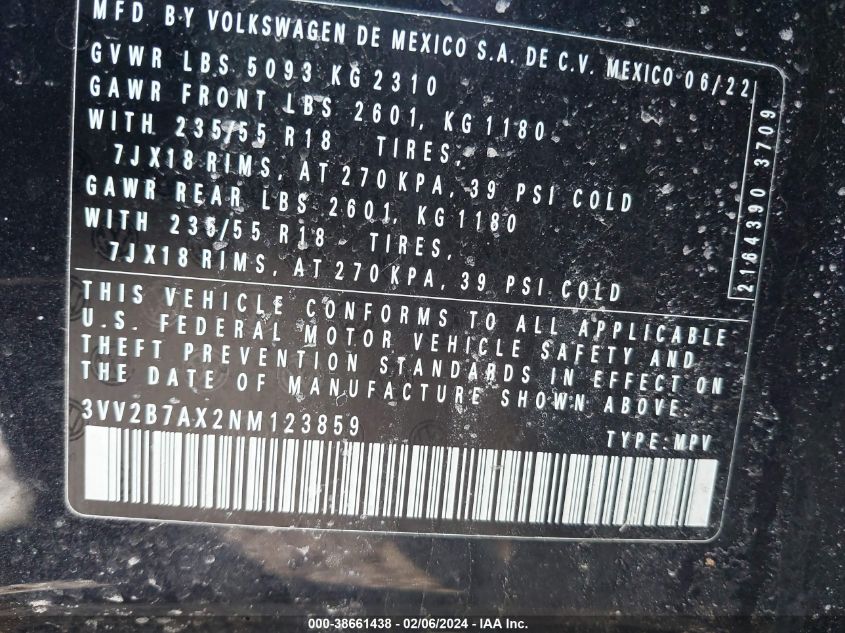 MFD BY VOLKSWAGEN DE MEXICO S.A. DE C.V. MEXICO 06/22
GVWR LBS 5093 KG 2310
GAWR FRONT LBS 2601, KG 1180
WITH 235/55 R18 TIRES,
7JX18 RIMS, AT 270 KPA, 39 PSI COLD
GAWR REAR LBS 2601, KG 1180
WITH 235/55 R18 TIRES,
7JX18 RIMS, AT 270 KPA, 39 PSI COLD
2164390 3709
THIS VEHICLE CONFORMS TO ALL APPLICABLE
U.S. FEDERAL MOTOR VEHICLE SAFETY AND
THEFT PREVENTION STANDARDS IN EFFECT ON
THE DATE OF MANUFACTURE SHOWN ABOVE
3VV2B7AX2NM123859
TYPE: MPV
000-38661438 - 02/06/2024 - IAA Inc.